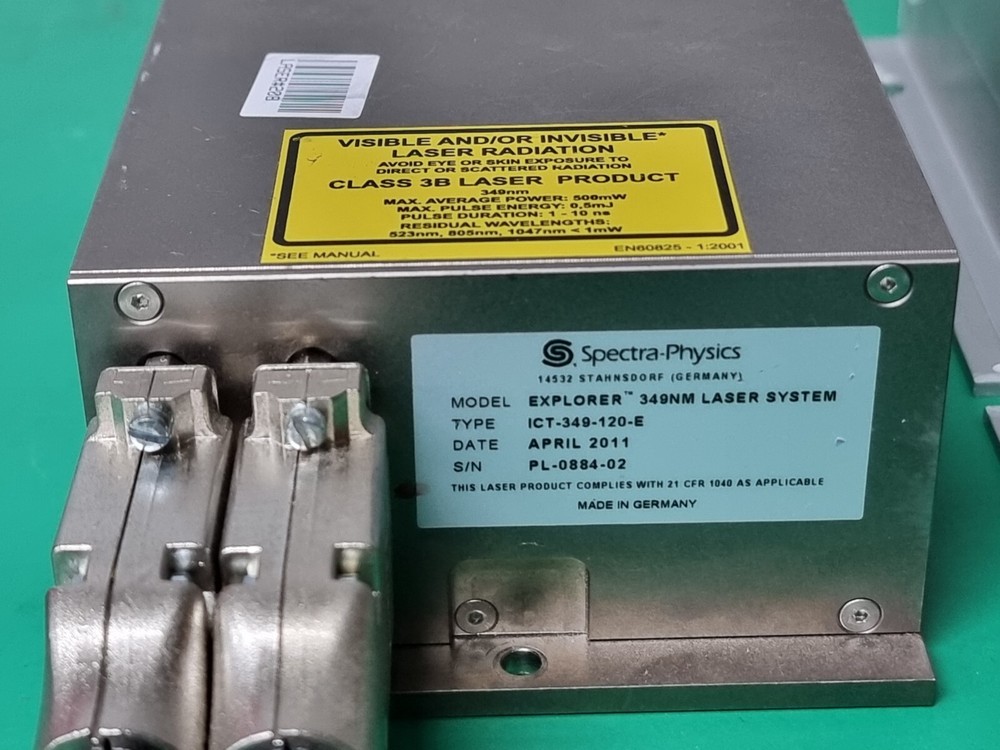 LASER1220B
VISIBLE AND/OR INVISIBLE*
LASER RADIATION
AVOID EYE OR SKIN EXPOSURE TO
DIRECT OR SCATTERED RADIATION
CLASS 3B LASER PRODUCT
349nm
MAX. AVERAGE POWER: 500mW
MAX. PULSE ENERGY: 0,5mJ
PULSE DURATION: 1 - 10 ns
RESIDUAL WAVELENGTHS:
523nm, 805nm, 1047nm < 1mW
*SEE MANUAL
EN60825 - 1:2001
Spectra-Physics
14532 STAHNSDORF (GERMANY)
MODEL EXPLORER™ 349NM LASER SYSTEM
TYPE ICT-349-120-E
DATE APRIL 2011
S/N PL-0884-02
THIS LASER PRODUCT COMPLIES WITH 21 CFR 1040 AS APPLICABLE
MADE IN GERMANY